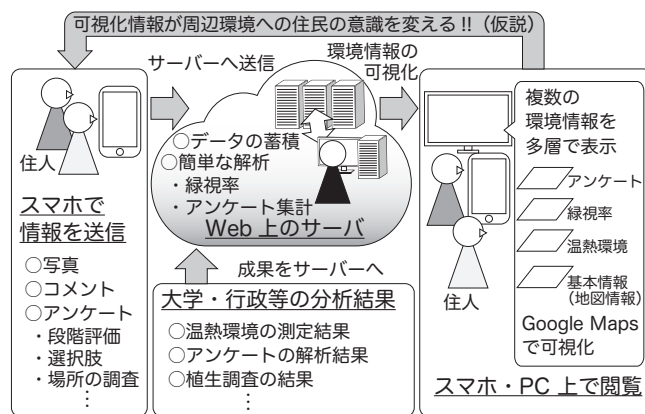 可視化情報が周辺環境への住民の意識を変える!!（仮説）
サーバーへ送信
環境情報の
可視化
住人
スマホで
情報を送信
○写真
○コメント
○アンケート
・段階評価
・選択肢
・場所の調査
⋮
○データの蓄積
○簡単な解析
・緑視率
・アンケート集計
Web 上のサーバ
成果をサーバーへ
大学・行政等の分析結果
○温熱環境の測定結果
○アンケートの解析結果
○植生調査の結果
⋮
複数の
環境情報を
多層で表示
アンケート
緑視率
温熱環境
基本情報
（地図情報）
Google Maps
で可視化
住人
スマホ・PC 上で閲覧